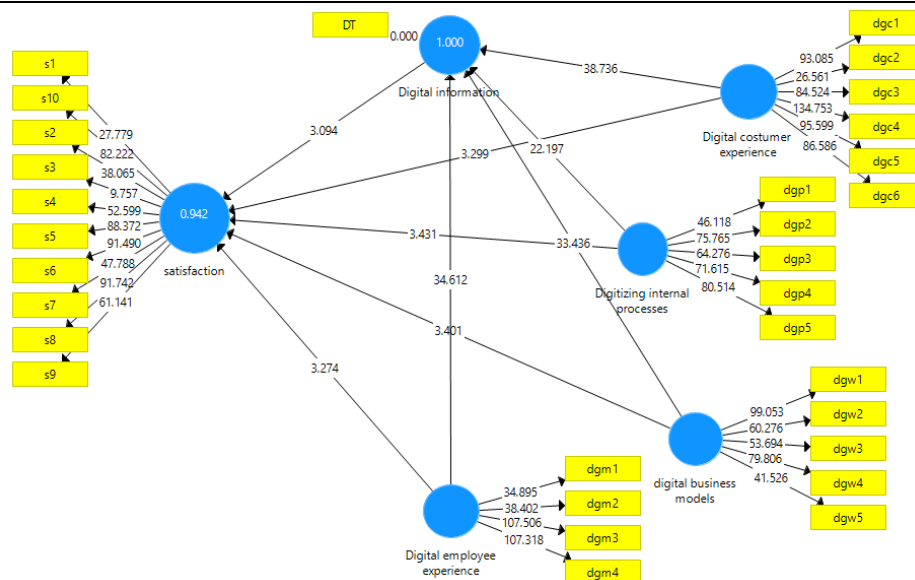 DT
0.000
1.000
Digital information
s1
s10
s2
s3
s4
s5
s6
s7
s8
s9
27.779
82.222
38.065
9.757
52.599
88.372
91.490
47.788
91.742
61.141
0.942
satisfaction
3.094
3.299
3.431
3.401
3.274
38.736
22.197
33.436
34.612
Digital costumer
experience
93.085
26.561
84.524
134.753
95.599
86.586
dgc1
dgc2
dgc3
dgc4
dgc5
dgc6
Digitizing internal
processes
46.118
75.765
64.276
71.615
80.514
dgp1
dgp2
dgp3
dgp4
dgp5
digital business
models
99.053
60.276
53.694
79.806
41.526
dgw1
dgw2
dgw3
dgw4
dgw5
Digital employee
experience
34.895
38.402
107.506
107.318
dgm1
dgm2
dgm3
dgm4